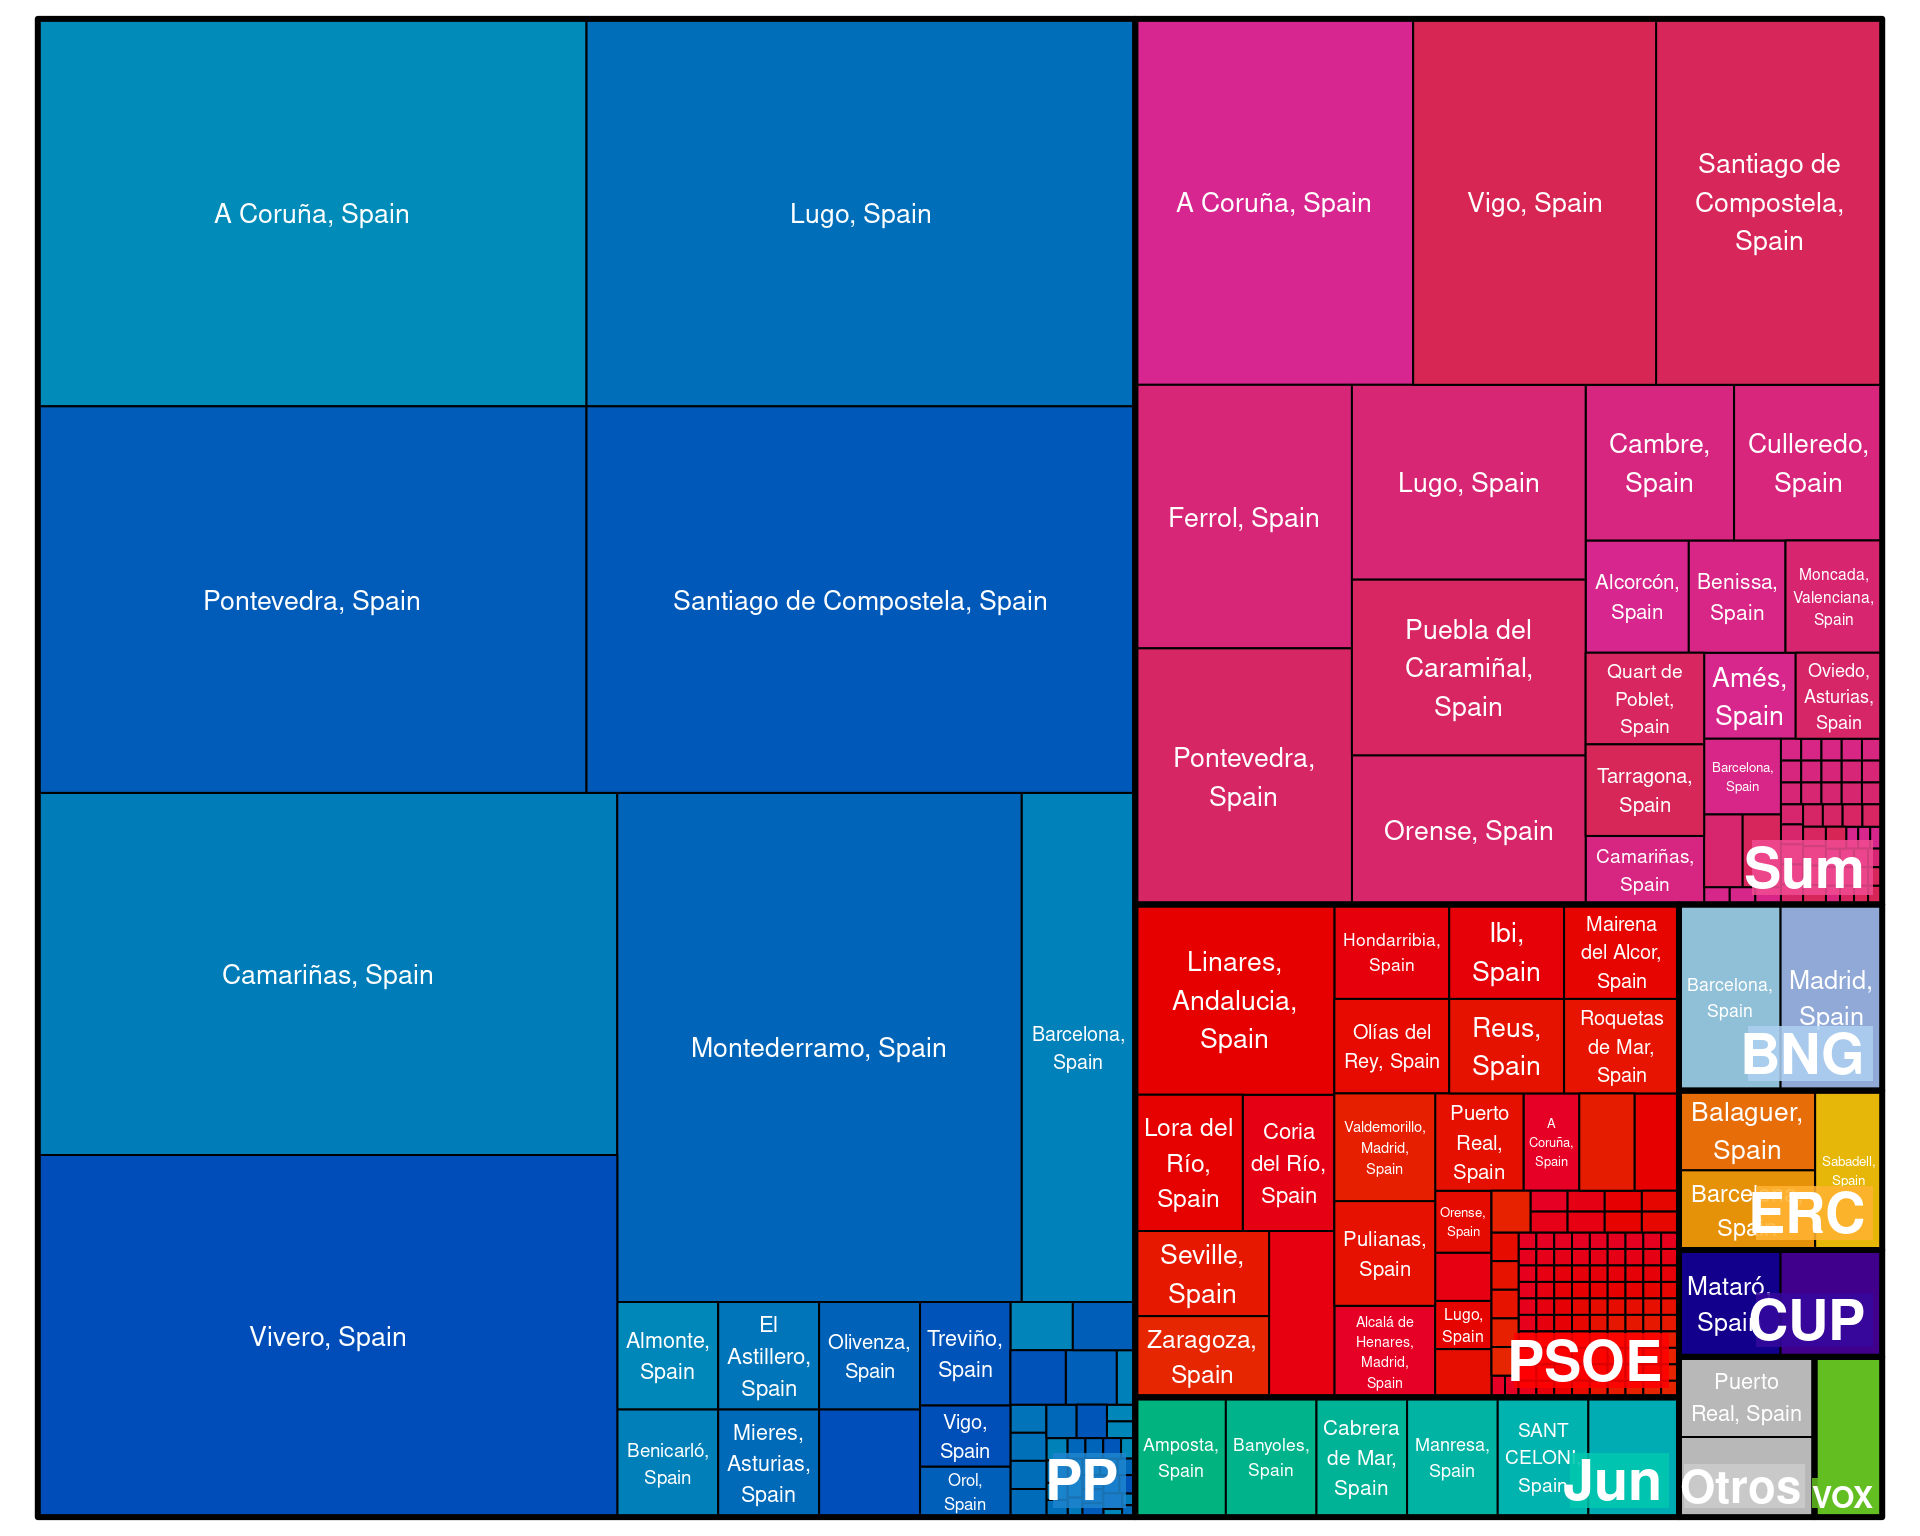 A Coruña, Spain
Lugo, Spain
Pontevedra, Spain
Santiago de Compostela, Spain
Camariñas, Spain
Vivero, Spain
Montederramo, Spain
Barcelona,
Spain
Almonte,
Spain
El
Astillero,
Spain
Olivenza,
Spain
Treviño,
Spain
Benicarló,
Spain
Mieres,
Asturias,
Spain
Vigo,
Spain
Orol,
Spain
PP
A Coruña, Spain
Vigo, Spain
Santiago de
Compostela,
Spain
Ferrol, Spain
Pontevedra,
Spain
Lugo, Spain
Puebla del
Caramiñal,
Spain
Orense, Spain
Cambre,
Spain
Culleredo,
Spain
Alcorcón,
Spain
Benissa,
Spain
Moncada,
Valenciana,
Spain
Quart de
Poblet,
Spain
Amés,
Spain
Oviedo,
Asturias,
Spain
Tarragona,
Spain
Barcelona,
Spain
Camariñas,
Spain
Sum
Linares,
Andalucia,
Spain
Hondarribia,
Spain
Ibi,
Spain
Mairena
del Alcor,
Spain
Olías del
Rey, Spain
Reus,
Spain
Roquetas
de Mar,
Spain
Lora del
Río,
Spain
Coria
del Río,
Spain
Seville,
Spain
Zaragoza,
Spain
Valdemorillo,
Madrid,
Spain
Puerto
Real,
Spain
A
Coruña,
Spain
Pulianas,
Spain
Orense,
Spain
Alcalá de
Henares,
Madrid,
Spain
Lugo,
Spain
PSOE
Amposta,
Spain
Banyoles,
Spain
Cabrera
de Mar,
Spain
Manresa,
Spain
SANT
CELONI
Spain
Jun
Barcelona,
Spain
Madrid,
Spain
BNG
Balaguer,
Spain
Barcelona
Spain
Sabadell,
Spain
ERC
Mataró,
Spain
CUP
Puerto
Real, Spain
Otros
VOX